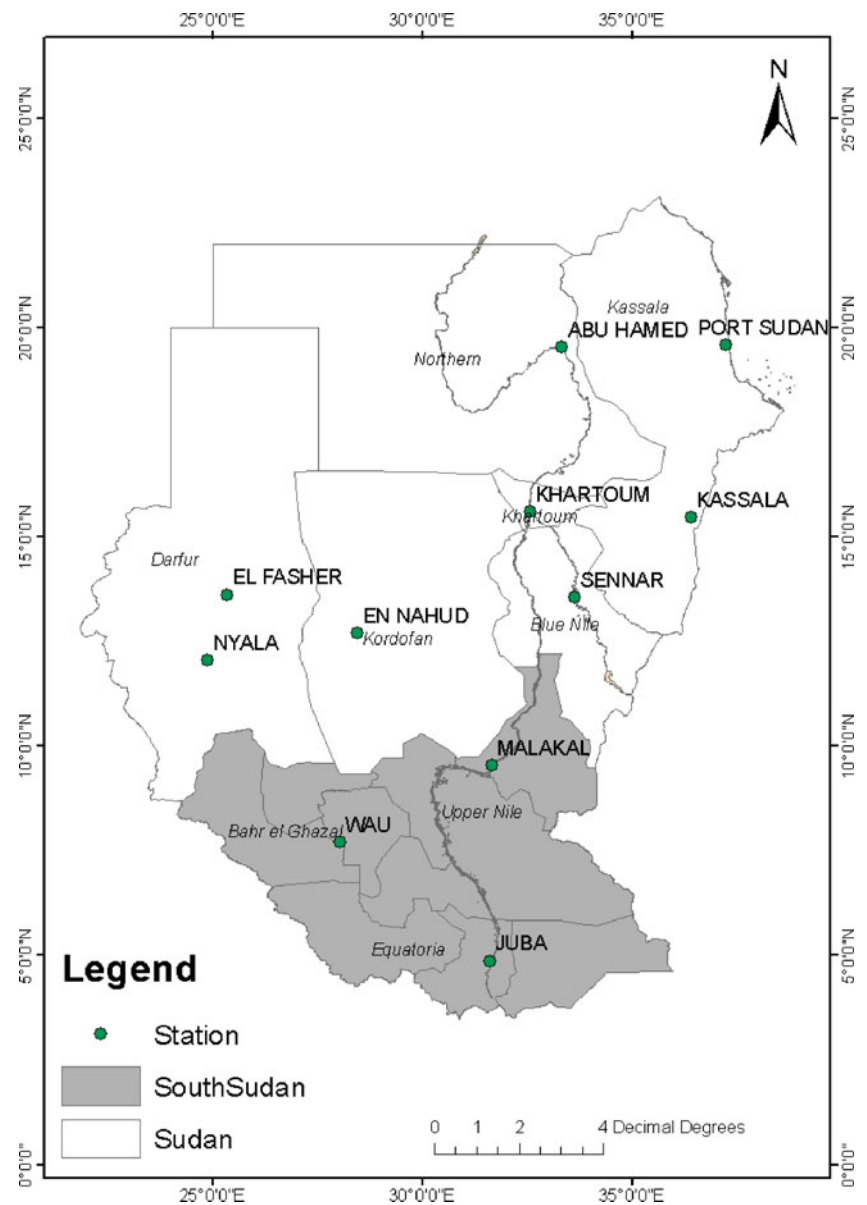 25°0'0"E 30°0'0"E 35°0'0"E
N
25°0'0"N 25°0'0"N
Kassala
ABU HAMED PORT SUDAN
20°0'0"N 20°0'0"N
Northern
KHARTOUM
KASSALA
Khartoum
15°0'0"N 15°0'0"N
Darfur
EL FASHER
SENNAR
EN NAHUD
Blue Nile
Kordofan
NYALA
10°0'0"N 10°0'0"N
MALAKAL
Upper Nile
WAU
Bahr el Ghazal
JUBA
Equatoria
5°0'0"N 5°0'0"N
Legend
Station
SouthSudan
Sudan
0 1 2 4 Decimal Degrees
0°0'0" 0°0'0"
25°0'0"E 30°0'0"E 35°0'0"E